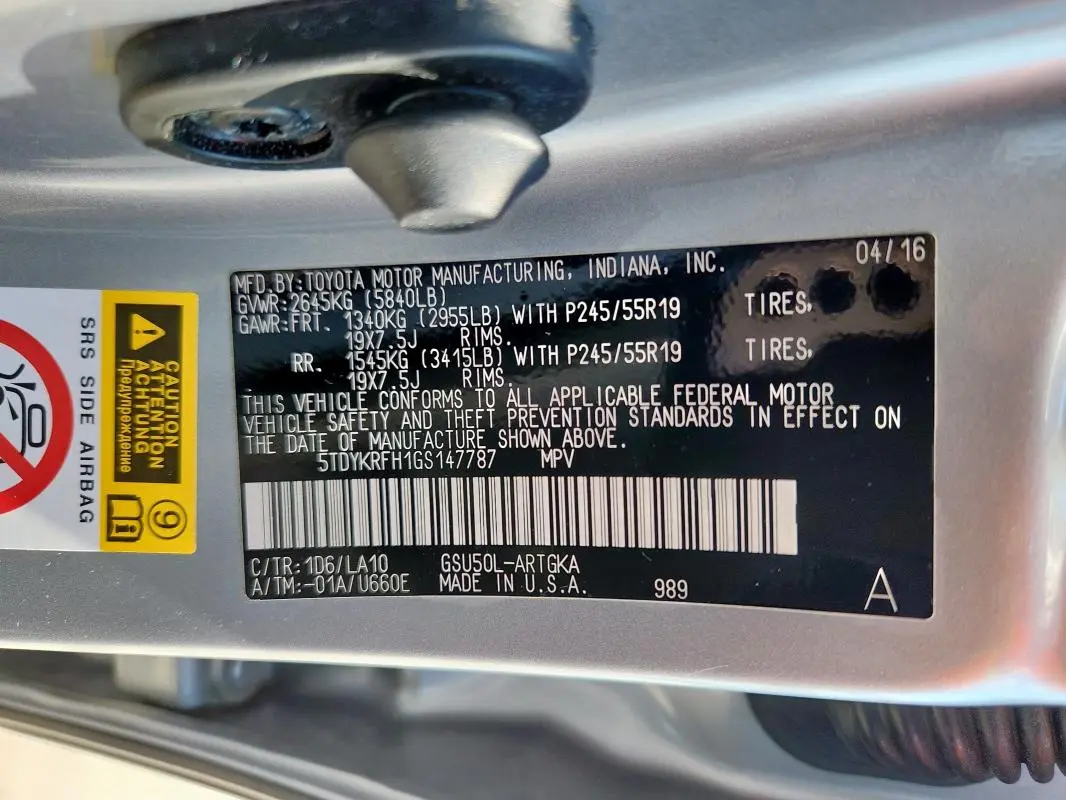 MFD.BY:TOYOTA MOTOR MANUFACTURING, INDIANA, INC. 04/16
GVWR:2645KG (5840LB)
GAWR:FRT. 1340KG (2955LB) WITH P245/55R19 TIRES,
19X7.5J RIMS.
RR. 1545KG (3415LB) WITH P245/55R19 TIRES,
19X7.5J RIMS.
THIS VEHICLE CONFORMS TO ALL APPLICABLE FEDERAL MOTOR
VEHICLE SAFETY AND THEFT PREVENTION STANDARDS IN EFFECT ON
THE DATE OF MANUFACTURE SHOWN ABOVE.
5TDYKRFH1GS147787 MPV
C/TR:1D6/LA10 GSU50L-ARTGKA
A/TM:-01A/U660E MADE IN U.S.A. 989 A
CAUTION
ATTENTION
ACHTUNG
Предупреждение
9
i
SRS SIDE AIRBAG